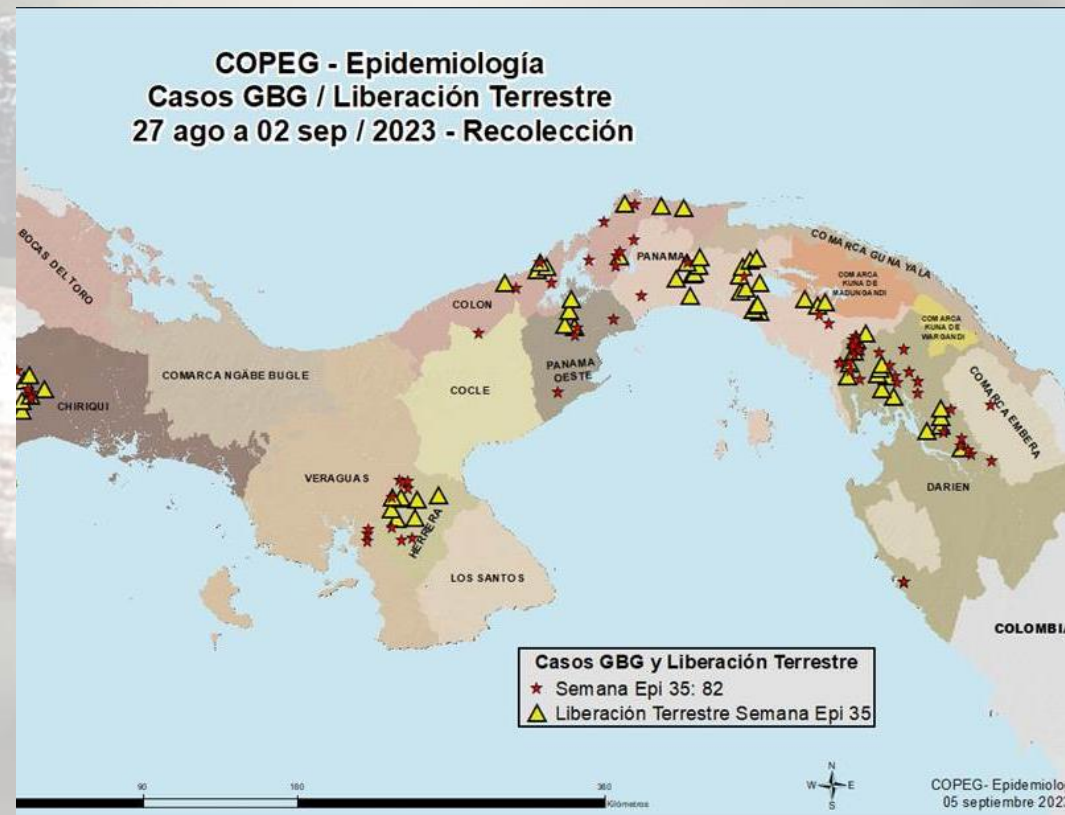 COPEG - Epidemiología
Casos GBG / Liberación Terrestre
27 ago a 02 sep / 2023 - Recolección
BOCAS DEL TORO
COMARCA GUNA YALA
PANAMA
COMARCA
KUNA DE
MADUNGANDI
COLON
COMARCA
KUNA DE
WARGANDI
PANAMA
OESTE
COMARCA NGÄBE BUGLE
COCLE
CHIRIQUI
COMARCA EMBERA
VERAGUAS
DARIEN
HERRERA
LOS SANTOS
COLOMBIA
Casos GBG y Liberación Terrestre
Semana Epi 35: 82
Liberación Terrestre Semana Epi 35
90
180
360
Kilómetros
N
W
E
S
COPEG- Epidemiolog
05 septiembre 2023